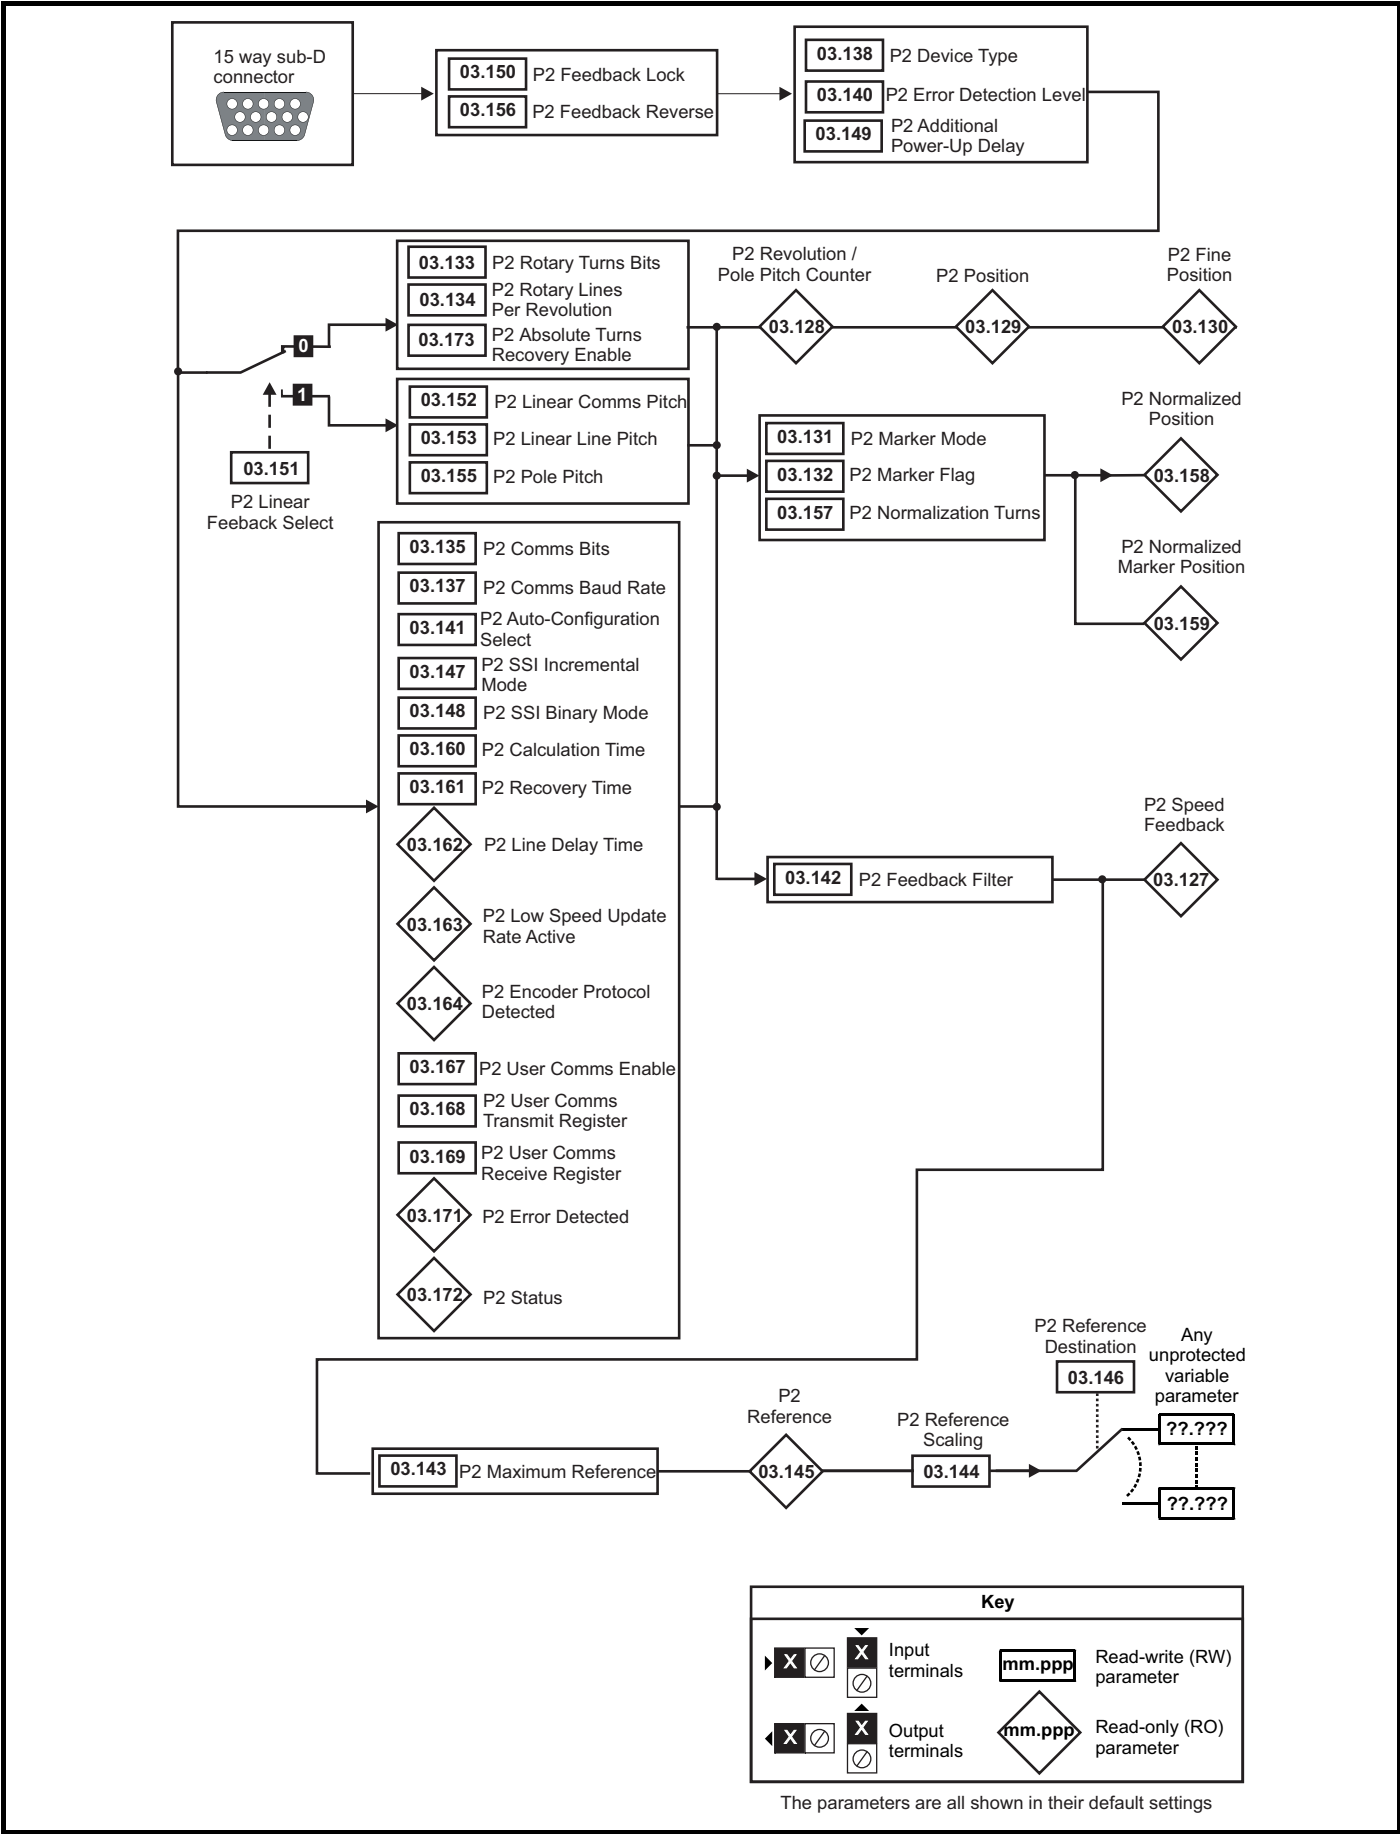 15 way sub-D
connector
03.150 P2 Feedback Lock
03.156 P2 Feedback Reverse
03.138 P2 Device Type
03.140 P2 Error Detection Level
03.149 P2 Additional
Power-Up Delay
03.133 P2 Rotary Turns Bits
03.134 P2 Rotary Lines
Per Revolution
03.173 P2 Absolute Turns
Recovery Enable
0
1
03.151
P2 Linear
Feeback Select
03.152 P2 Linear Comms Pitch
03.153 P2 Linear Line Pitch
03.155 P2 Pole Pitch
P2 Revolution /
Pole Pitch Counter
03.128
P2 Position
03.129
P2 Fine
Position
03.130
03.131 P2 Marker Mode
03.132 P2 Marker Flag
03.157 P2 Normalization Turns
P2 Normalized
Position
03.158
P2 Normalized
Marker Position
03.159
03.135 P2 Comms Bits
03.137 P2 Comms Baud Rate
03.141 P2 Auto-Configuration
Select
03.147 P2 SSI Incremental
Mode
03.148 P2 SSI Binary Mode
03.160 P2 Calculation Time
03.161 P2 Recovery Time
03.162 P2 Line Delay Time
03.163 P2 Low Speed Update
Rate Active
03.164 P2 Encoder Protocol
Detected
03.167 P2 User Comms Enable
03.168 P2 User Comms
Transmit Register
03.169 P2 User Comms
Receive Register
03.171 P2 Error Detected
03.172 P2 Status
03.142 P2 Feedback Filter
P2 Speed
Feedback
03.127
03.143 P2 Maximum Reference
P2
Reference
03.145
P2 Reference
Scaling
03.144
P2 Reference
Destination
03.146
Any
unprotected
variable
parameter
??.???
??.???
Key
X X Input
terminals
mm.ppp Read-write (RW)
parameter
X X Output
terminals
mm.ppp Read-only (RO)
parameter
The parameters are all shown in their default settings